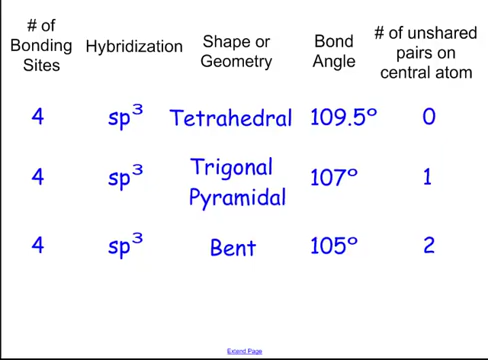 # of Bonding Sites Hybridization Shape or Geometry Bond Angle # of unshared pairs on central atom
4 sp³ Tetrahedral 109.5° 0
4 sp³ Trigonal Pyramidal 107° 1
4 sp³ Bent 105° 2
Extend Page